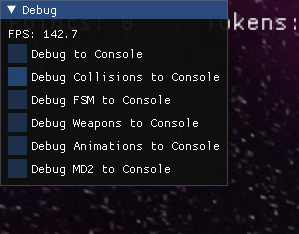 Debug
FPS: 142.7
Tokens:
Debug to Console
Debug Collisions to Console
Debug FSM to Console
Debug Weapons to Console
Debug Animations to Console
Debug MD2 to Console